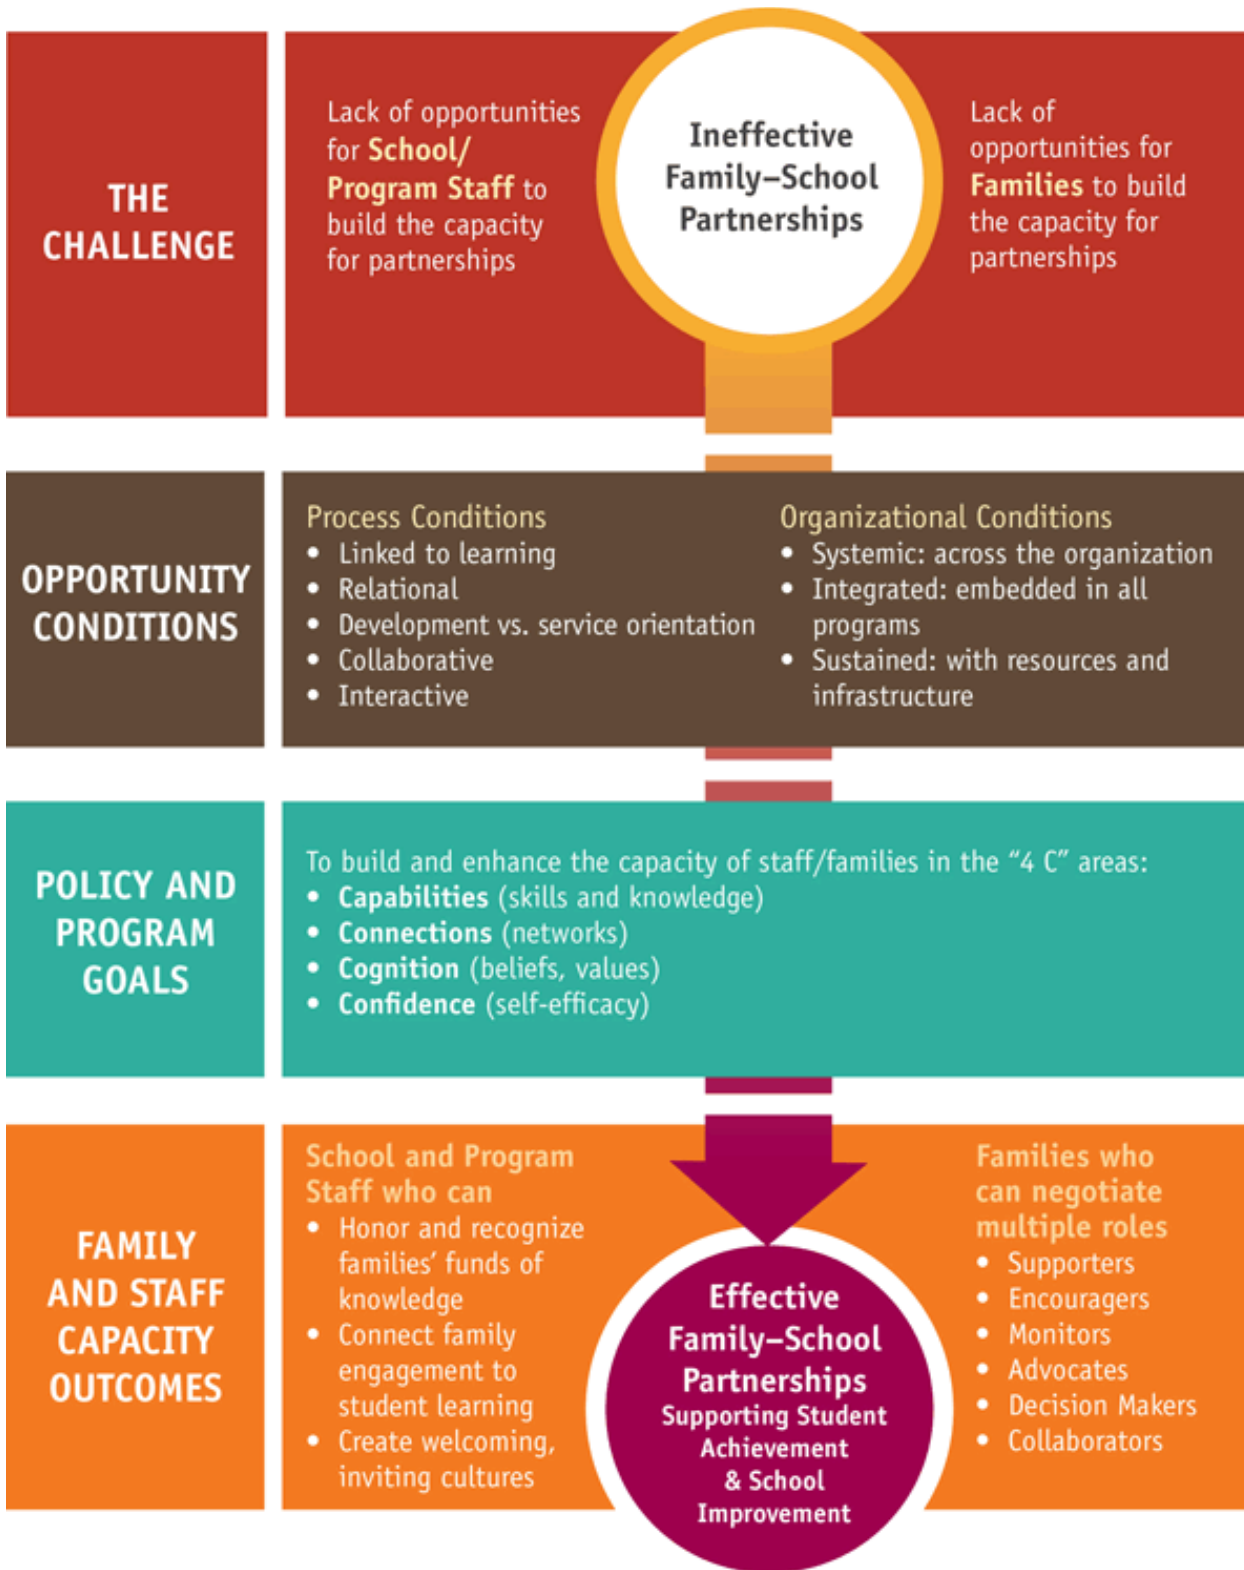 THE
CHALLENGE
Lack of opportunities
for School/
Program Staff to
build the capacity
for partnerships
Ineffective
Family–School
Partnerships
Lack of
opportunities for
Families to build
the capacity for
partnerships
OPPORTUNITY
CONDITIONS
Process Conditions
• Linked to learning
• Relational
• Development vs. service orientation
• Collaborative
• Interactive
Organizational Conditions
• Systemic: across the organization
• Integrated: embedded in all
programs
• Sustained: with resources and
infrastructure
POLICY AND
PROGRAM
GOALS
To build and enhance the capacity of staff/families in the “4 C” areas:
• Capabilities (skills and knowledge)
• Connections (networks)
• Cognition (beliefs, values)
• Confidence (self-efficacy)
FAMILY
AND STAFF
CAPACITY
OUTCOMES
School and Program
Staff who can
• Honor and recognize
families’ funds of
knowledge
• Connect family
engagement to
student learning
• Create welcoming,
inviting cultures
Effective
Family–School
Partnerships
Supporting Student
Achievement
& School
Improvement
Families who
can negotiate
multiple roles
• Supporters
• Encouragers
• Monitors
• Advocates
• Decision Makers
• Collaborators